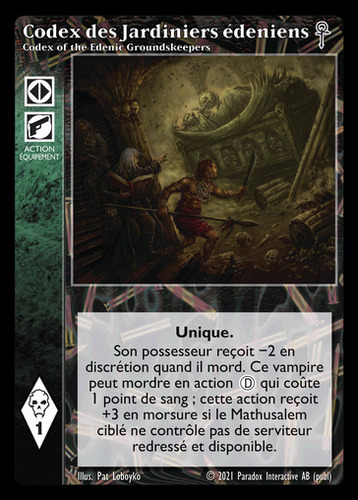 Codex des Jardiniers édeniens
Codex of the Edenic Groundskeepers
ACTION
ÉQUIPEMENT
Unique.
Son possesseur reçoit −2 en
discrétion quand il mord. Ce vampire
peut mordre en action Ⓓ qui coûte
1 point de sang ; cette action reçoit
+3 en morsure si le Mathusalem
ciblé ne contrôle pas de serviteur
redressé et disponible.
1
Illus. Pat Loboyko © 2021 Paradox Interactive AB (publ)